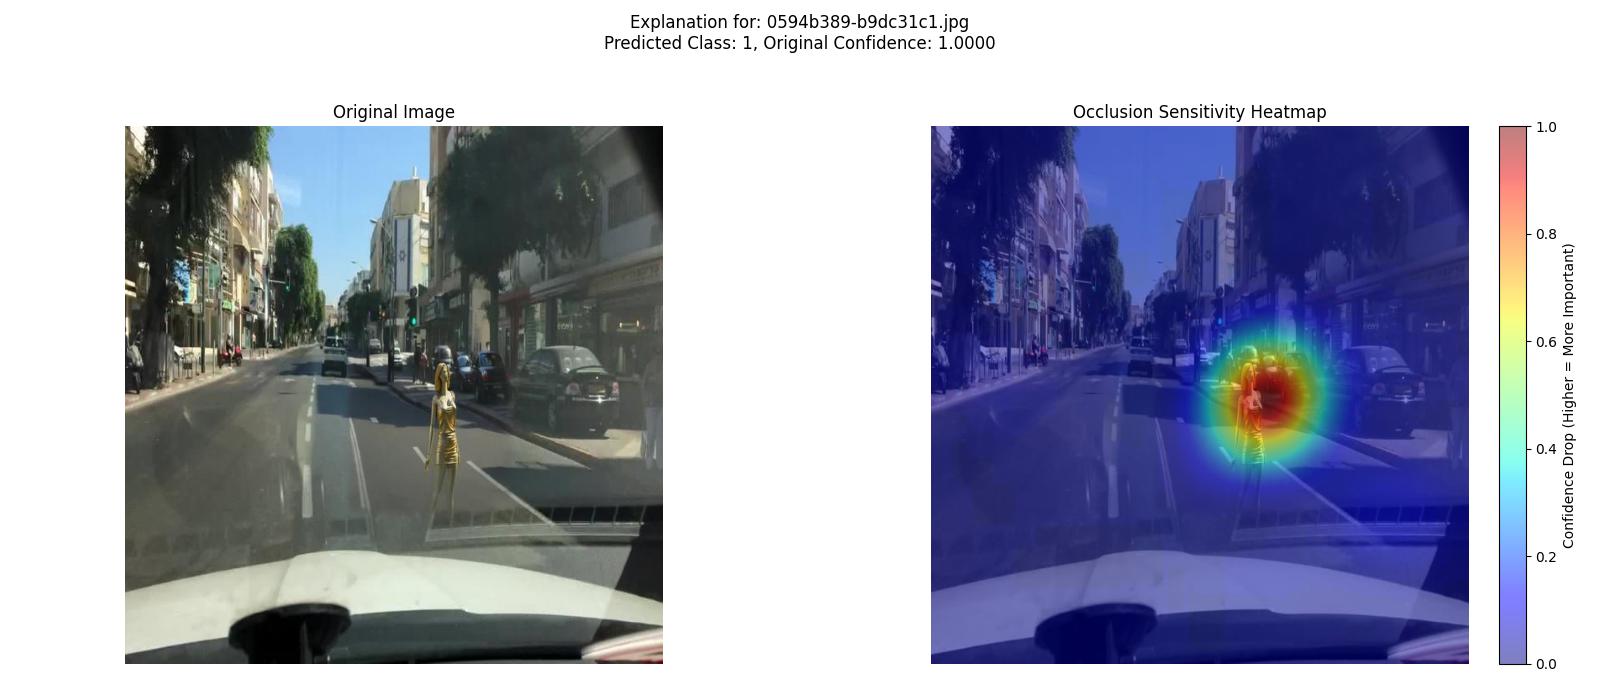 Explanation for: 0594b389-b9dc31c1.jpg
Predicted Class: 1, Original Confidence: 1.0000
Original Image
Occlusion Sensitivity Heatmap
1.0
0.8
0.6
0.4
0.2
0.0
Confidence Drop (Higher = More Important)